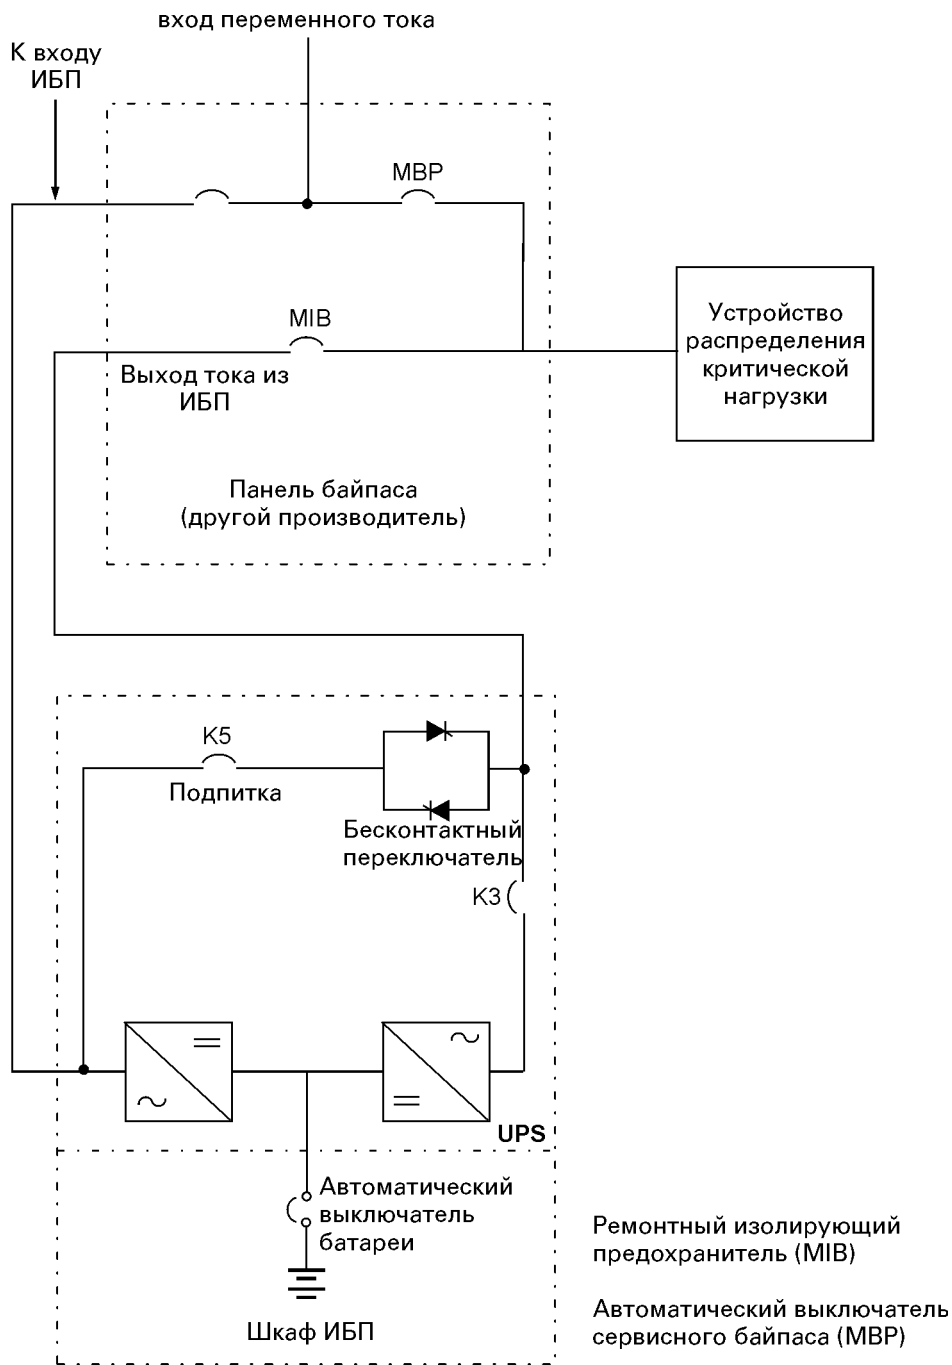 вход переменного тока
К входу
ИБП
MBP
MIB
Выход тока из
ИБП
Устройство
распределения
критической
нагрузки
Панель байпаса
(другой производитель)
K5
Подпитка
Бесконтактный
переключатель
K3
UPS
Автоматический
выключатель
батареи
Шкаф ИБП
Ремонтный изолирующий
предохранитель (MIB)
Автоматический выключатель
сервисного байпаса (MBP)